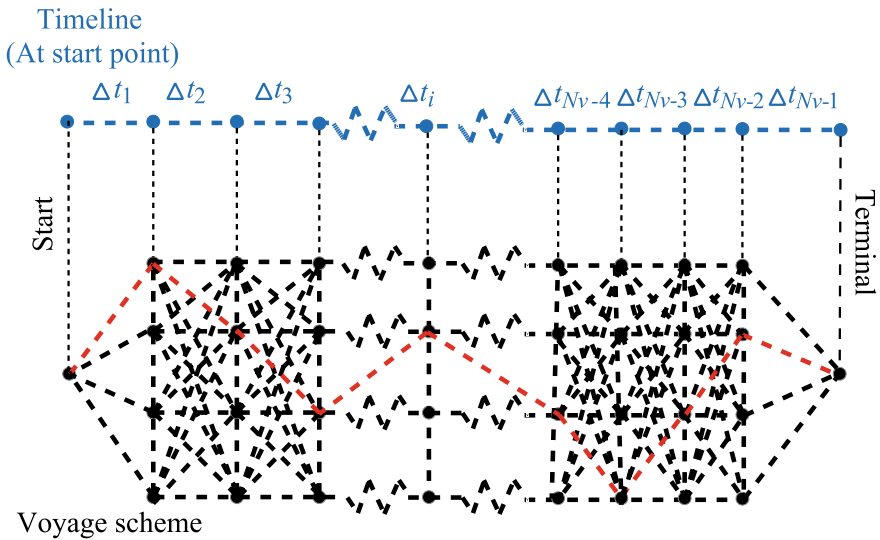 Timeline
(At start point)
Δt1 Δt2 Δt3 Δti ΔtNv-4 ΔtNv-3 ΔtNv-2 ΔtNv-1
Start
Terminal
Voyage scheme